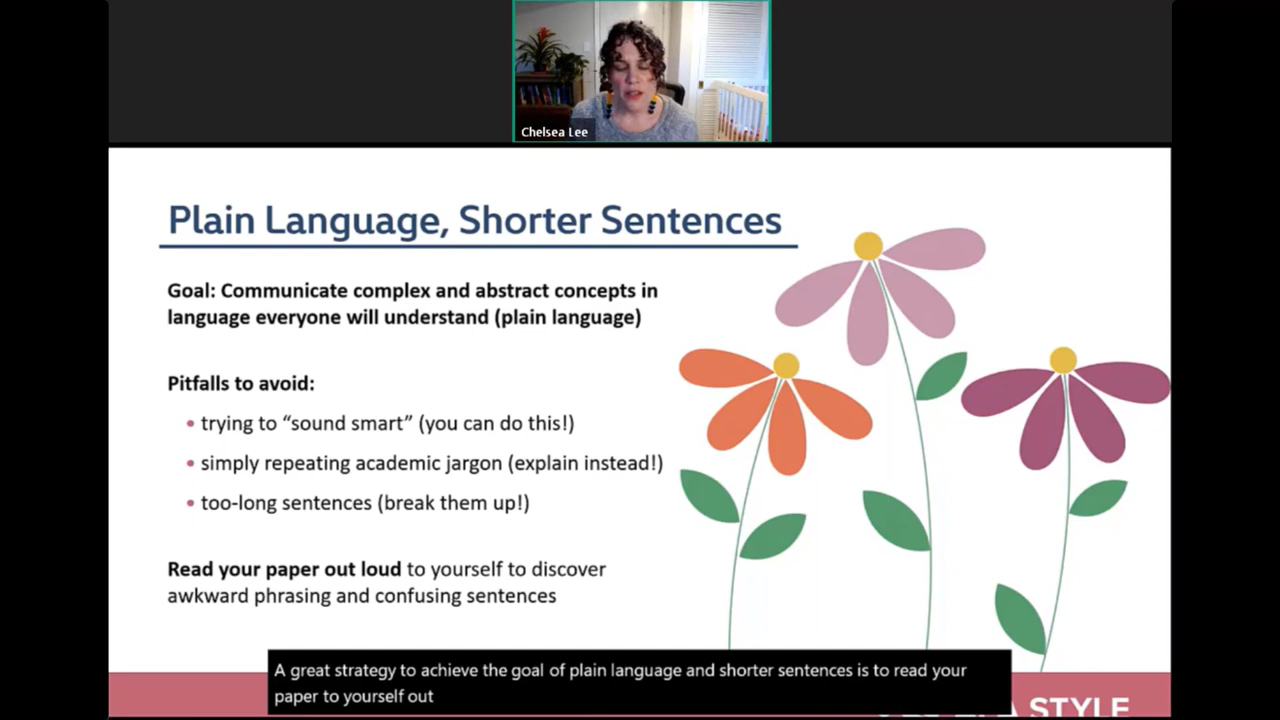 Chelsea Lee
Plain Language, Shorter Sentences
Goal: Communicate complex and abstract concepts in
language everyone will understand (plain language)
Pitfalls to avoid:
• trying to “sound smart” (you can do this!)
• simply repeating academic jargon (explain instead!)
• too-long sentences (break them up!)
Read your paper out loud to yourself to discover
awkward phrasing and confusing sentences
A great strategy to achieve the goal of plain language and shorter sentences is to read your
paper to yourself out
STYLE